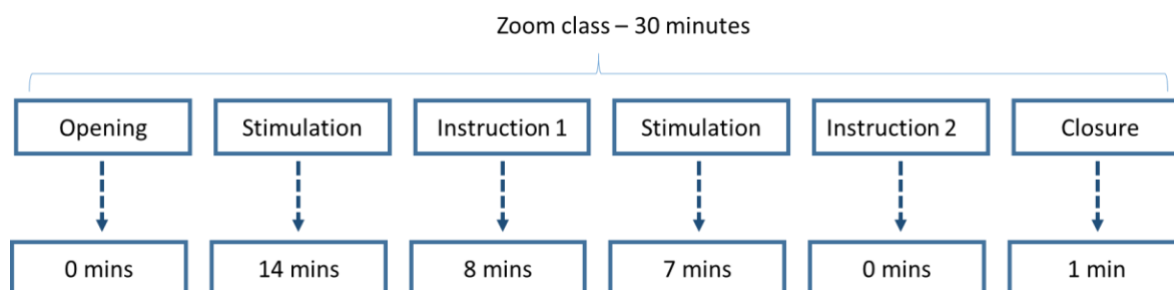 Zoom class – 30 minutes
Opening
Stimulation
Instruction 1
Stimulation
Instruction 2
Closure
0 mins
14 mins
8 mins
7 mins
0 mins
1 min